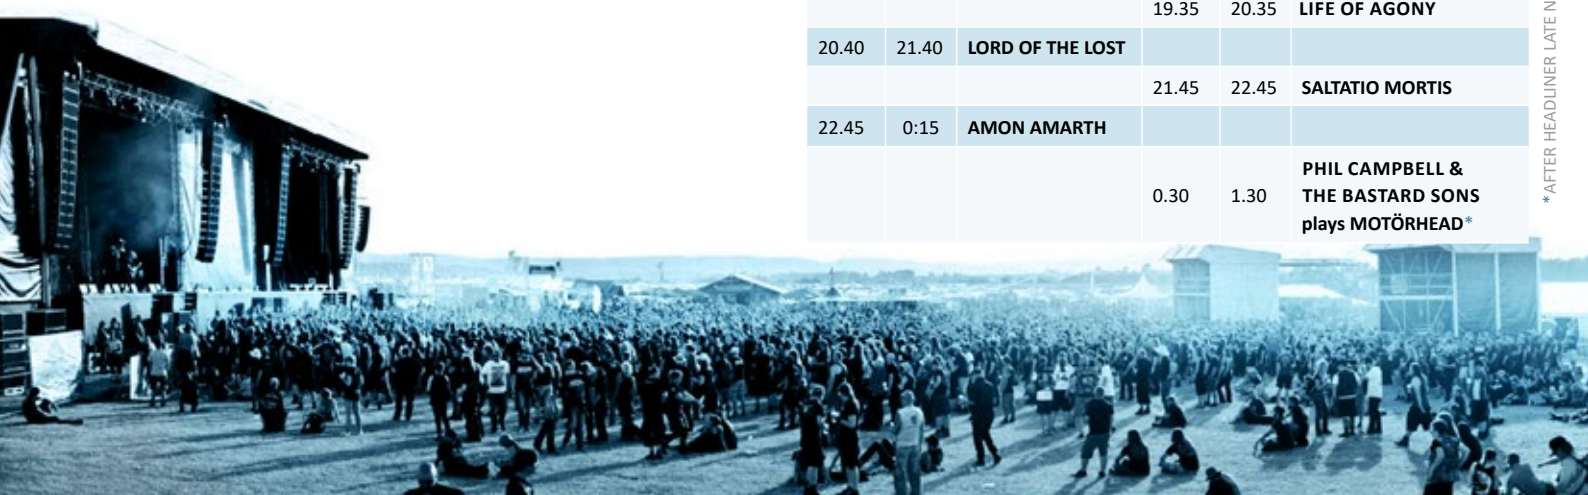 19.35 20.35 LIFE OF AGONY
20.40 21.40 LORD OF THE LOST
21.45 22.45 SALTATIO MORTIS
22.45 0:15 AMON AMARTH
0.30 1.30 PHIL CAMPBELL &
THE BASTARD SONS
plays MOTÖRHEAD*
*AFTER HEADLINER LATE N